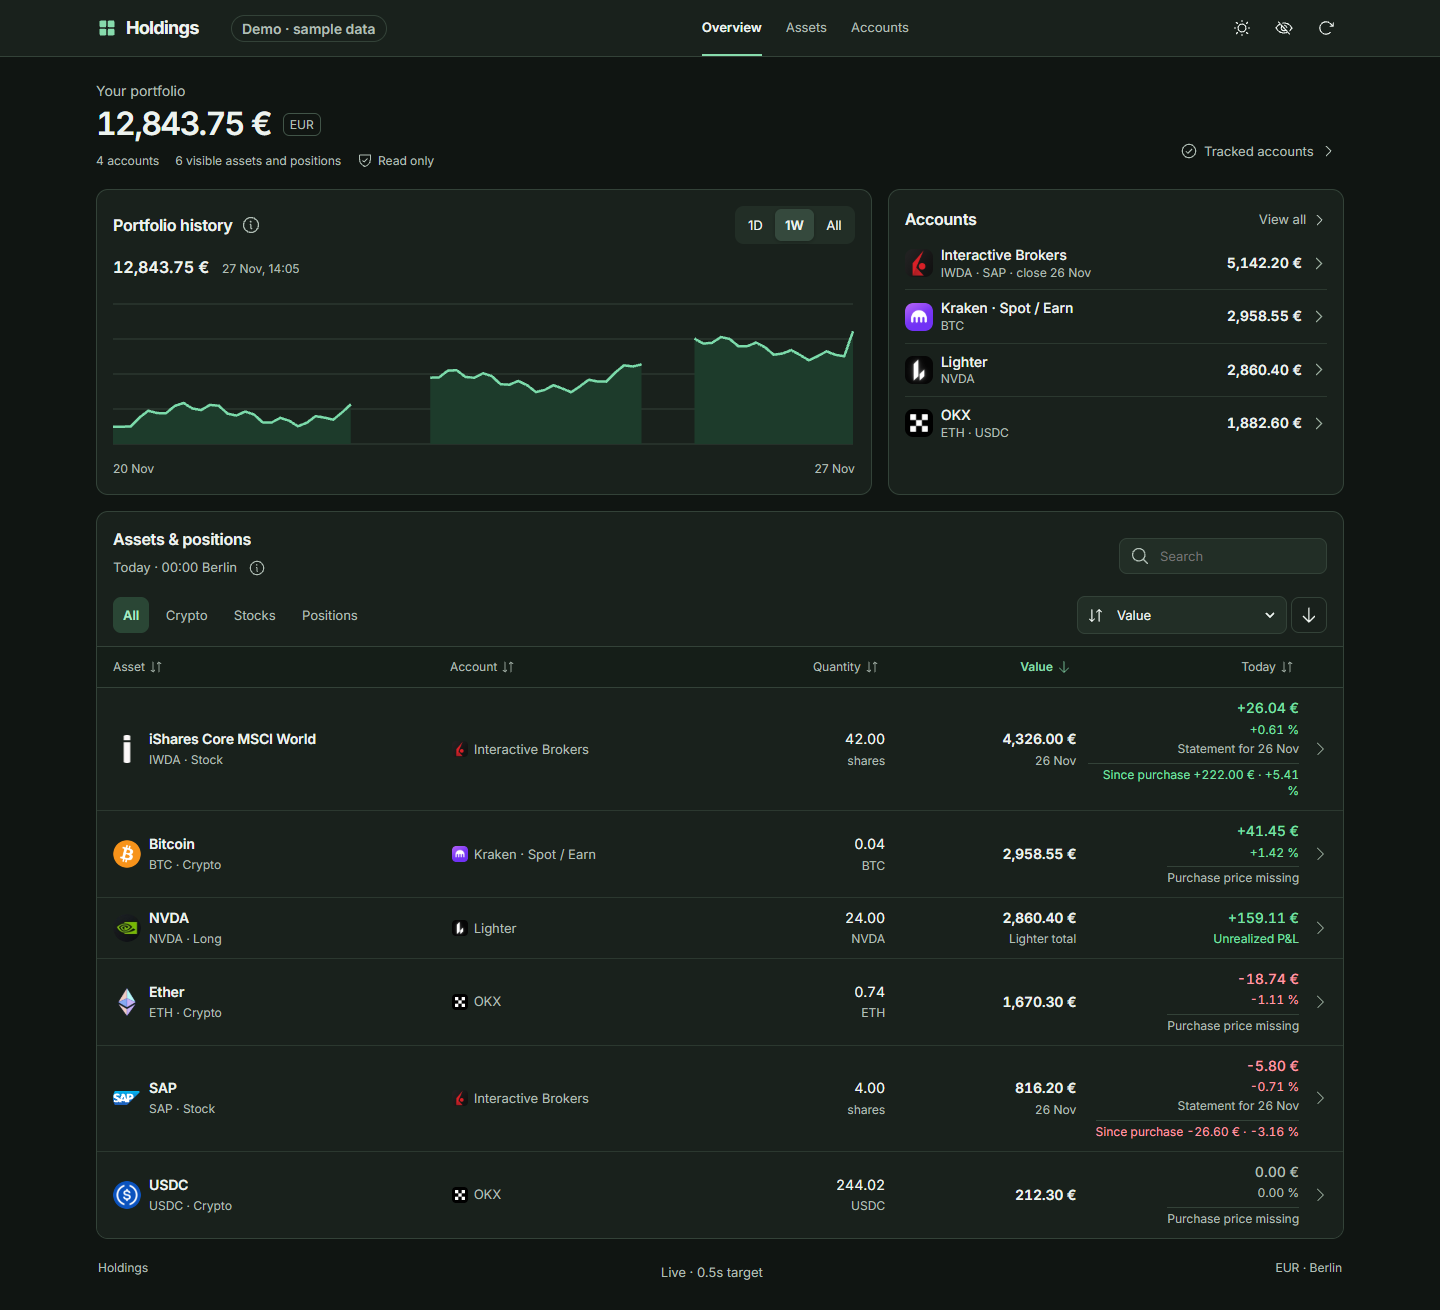 Holdings
Demo · sample data
Overview
Assets
Accounts
Your portfolio
12,843.75 €
EUR
4 accounts
6 visible assets and positions
Read only
Tracked accounts
Portfolio history
1D
1W
All
12,843.75 €
27 Nov, 14:05
20 Nov
27 Nov
Accounts
View all
Interactive Brokers
IWDA · SAP · close 26 Nov
5,142.20 €
Kraken · Spot / Earn
BTC
2,958.55 €
Lighter
NVDA
2,860.40 €
OKX
ETH · USDC
1,882.60 €
Assets & positions
Today · 00:00 Berlin
Search
All
Crypto
Stocks
Positions
Value
Asset
Account
Quantity
Value
Today
iShares Core MSCI World
IWDA · Stock
Interactive Brokers
42.00
shares
4,326.00 €
26 Nov
+26.04 €
+0.61 %
Statement for 26 Nov
Since purchase +222.00 € · +5.41
%
Bitcoin
BTC · Crypto
Kraken · Spot / Earn
0.04
BTC
2,958.55 €
+41.45 €
+1.42 %
Purchase price missing
NVDA
NVDA · Long
Lighter
24.00
NVDA
2,860.40 €
Lighter total
+159.11 €
Unrealized P&L
Ether
ETH · Crypto
OKX
0.74
ETH
1,670.30 €
-18.74 €
-1.11 %
Purchase price missing
SAP
SAP
SAP · Stock
Interactive Brokers
4.00
shares
816.20 €
26 Nov
-5.80 €
-0.71 %
Statement for 26 Nov
Since purchase -26.60 € · -3.16 %
USDC
USDC · Crypto
OKX
244.02
USDC
212.30 €
0.00 €
0.00 %
Purchase price missing
Holdings
Live · 0.5s target
EUR · Berlin